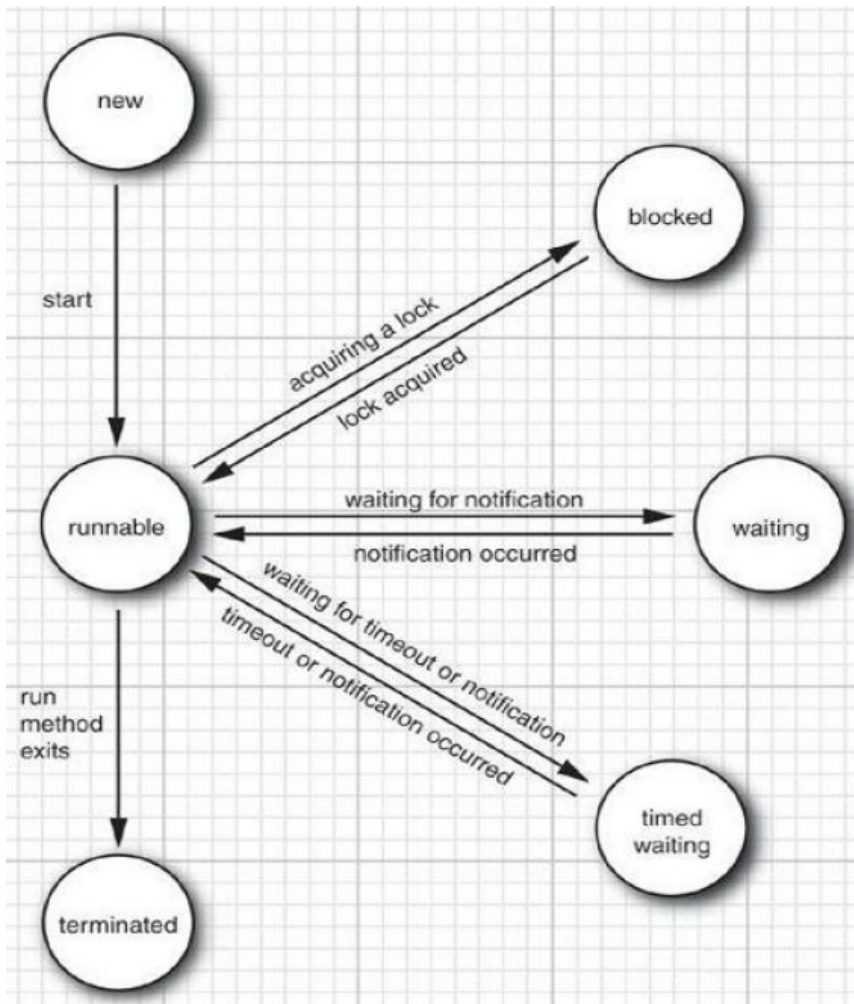 new
blocked
start
acquiring a lock
lock acquired
runnable
waiting for notification
notification occurred
waiting
waiting for timeout or notification
timeout or notification occurred
run
method
exits
timed
waiting
terminated